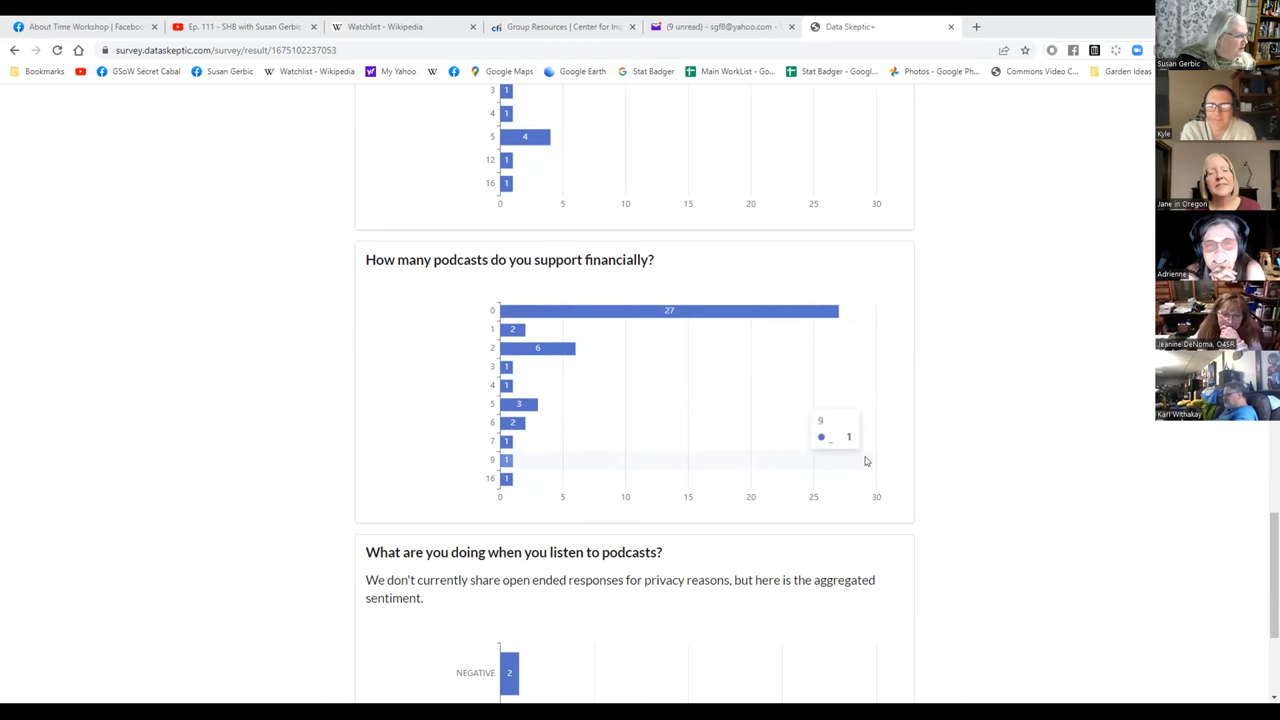 About Time Workshop | Facebook
Ep. 111 – SHB with Susan Gerbic
Watchlist - Wikipedia
Group Resources | Center for Inq
(9 unread) - sgf8@yahoo.com -
Data Skeptic+
survey.dataskeptic.com/survey/result/1675102237053
Bookmarks
GSoW Secret Cabal
Susan Gerbic
Watchlist - Wikipedia
My Yahoo
Google Maps
Google Earth
Stat Badger
Main WorkList - Go...
Stat Badger - Googl...
Photos - Google Ph...
Commons Video C...
Garden Ideas
Susan Gerbic
Kyle
Jane in Oregon
Adrienne
Jeanine DeNoma, O4SR
Karl Withakay
3 1
4 1
5 4
12 1
16 1
0 5 10 15 20 25 30
How many podcasts do you support financially?
0 27
1 2
2 6
3 1
4 1
5 3
6 2
7 1
9 1
16 1
9
_ 1
0 5 10 15 20 25 30
What are you doing when you listen to podcasts?
We don't currently share open ended responses for privacy reasons, but here is the aggregated
sentiment.
NEGATIVE 2